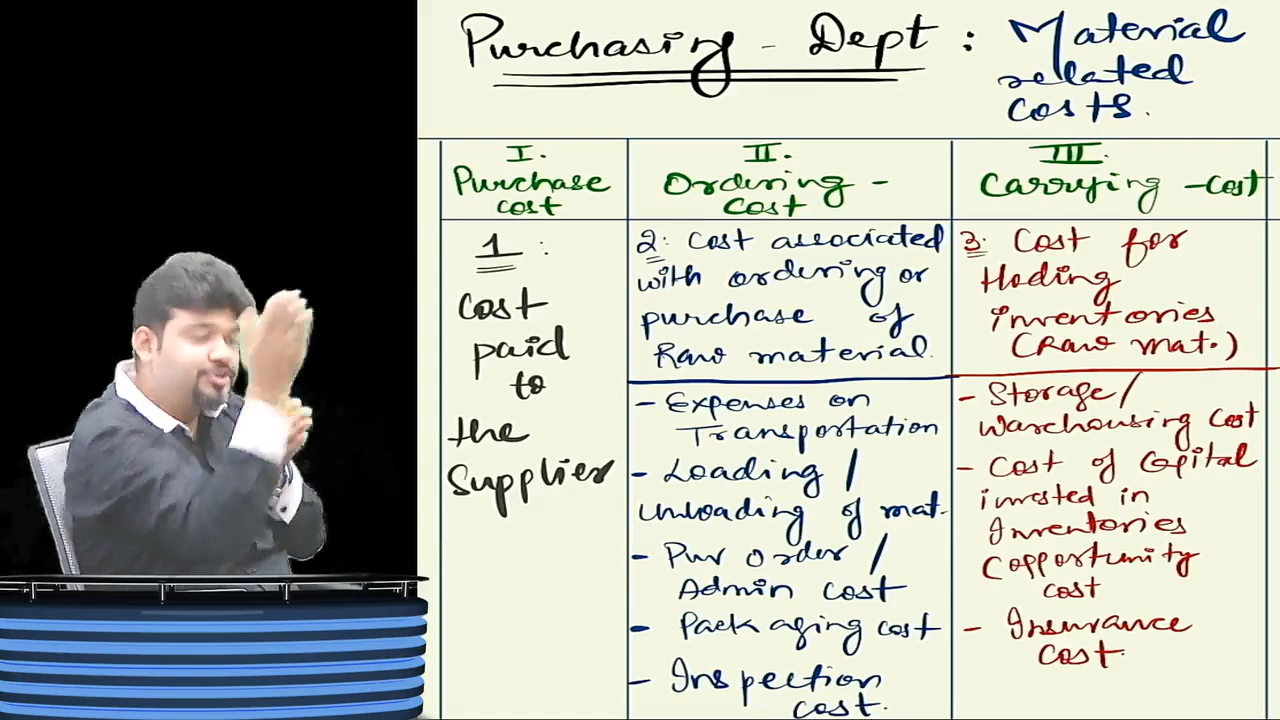 Purchasing - Dept : Material
related
costs.
I.
Purchase
cost
1 :
cost
paid
to
the
Supplier
II.
Ordering -
cost
2: Cost associated
with ordering or
purchase of
Raw material.
- Expenses on
Transportation
- Loading /
unloading of mat.
- Pur order /
Admin cost
- Packaging cost
- Inspection
cost.
III.
Carrying - cost
3: Cost for
Hoding
inventories
(Raw mat.)
- Storage/
Warehousing cost
- Cost of Capital
invested in
Inventories
(opportunity
cost
- Insurance
cost.